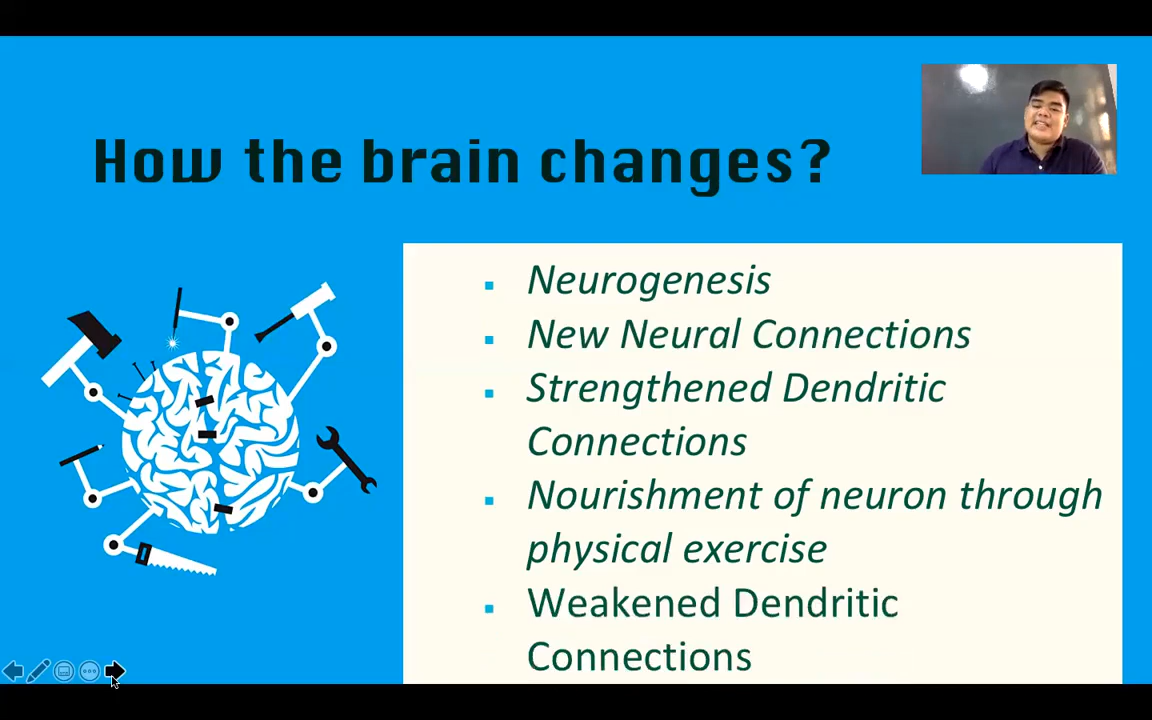 How the brain changes?
▪ Neurogenesis
▪ New Neural Connections
▪ Strengthened Dendritic
Connections
▪ Nourishment of neuron through
physical exercise
▪ Weakened Dendritic
Connections